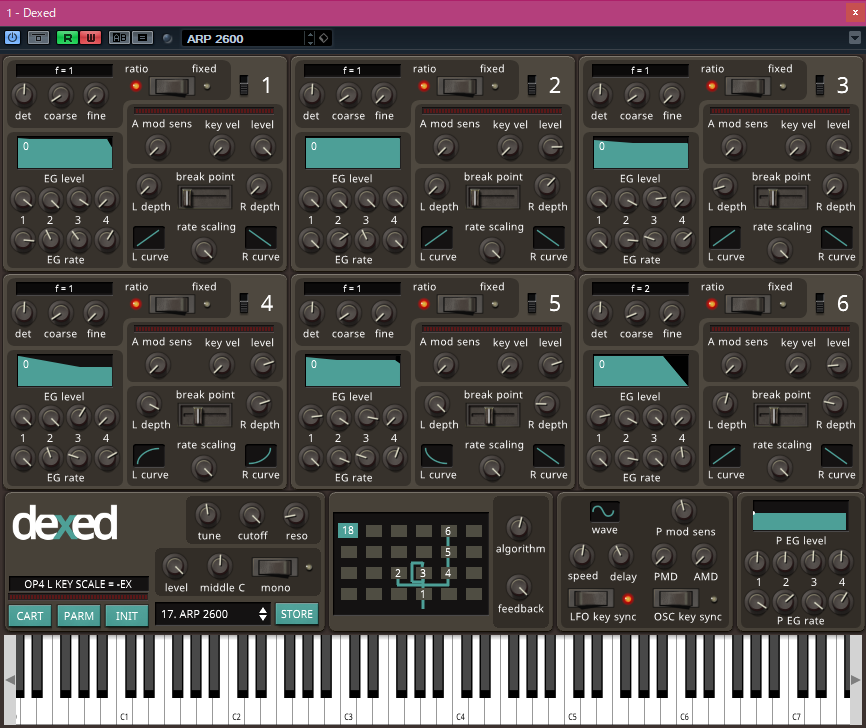 1 - Dexed
R W AB ARP 2600
f = 1 ratio fixed 1
det coarse fine A mod sens key vel level
0
EG level break point
L depth R depth
1 2 3 4 rate scaling
EG rate L curve R curve
f = 1 ratio fixed 2
det coarse fine A mod sens key vel level
0
EG level break point
L depth R depth
1 2 3 4 rate scaling
EG rate L curve R curve
f = 1 ratio fixed 3
det coarse fine A mod sens key vel level
0
EG level break point
L depth R depth
1 2 3 4 rate scaling
EG rate L curve R curve
f = 1 ratio fixed 4
det coarse fine A mod sens key vel level
0
EG level break point
L depth R depth
1 2 3 4 rate scaling
EG rate L curve R curve
f = 1 ratio fixed 5
det coarse fine A mod sens key vel level
0
EG level break point
L depth R depth
1 2 3 4 rate scaling
EG rate L curve R curve
f = 2 ratio fixed 6
det coarse fine A mod sens key vel level
0
EG level break point
L depth R depth
1 2 3 4 rate scaling
EG rate L curve R curve
dexed
tune cutoff reso
level middle C mono
OP4 L KEY SCALE = -EX
CART PARM INIT 17. ARP 2600 STORE
18 6
5
2 3 4
1
algorithm
feedback
wave P mod sens
speed delay PMD AMD
LFO key sync OSC key sync
P EG level
1 2 3 4
P EG rate
C1 C2 C3 C4 C5 C6 C7